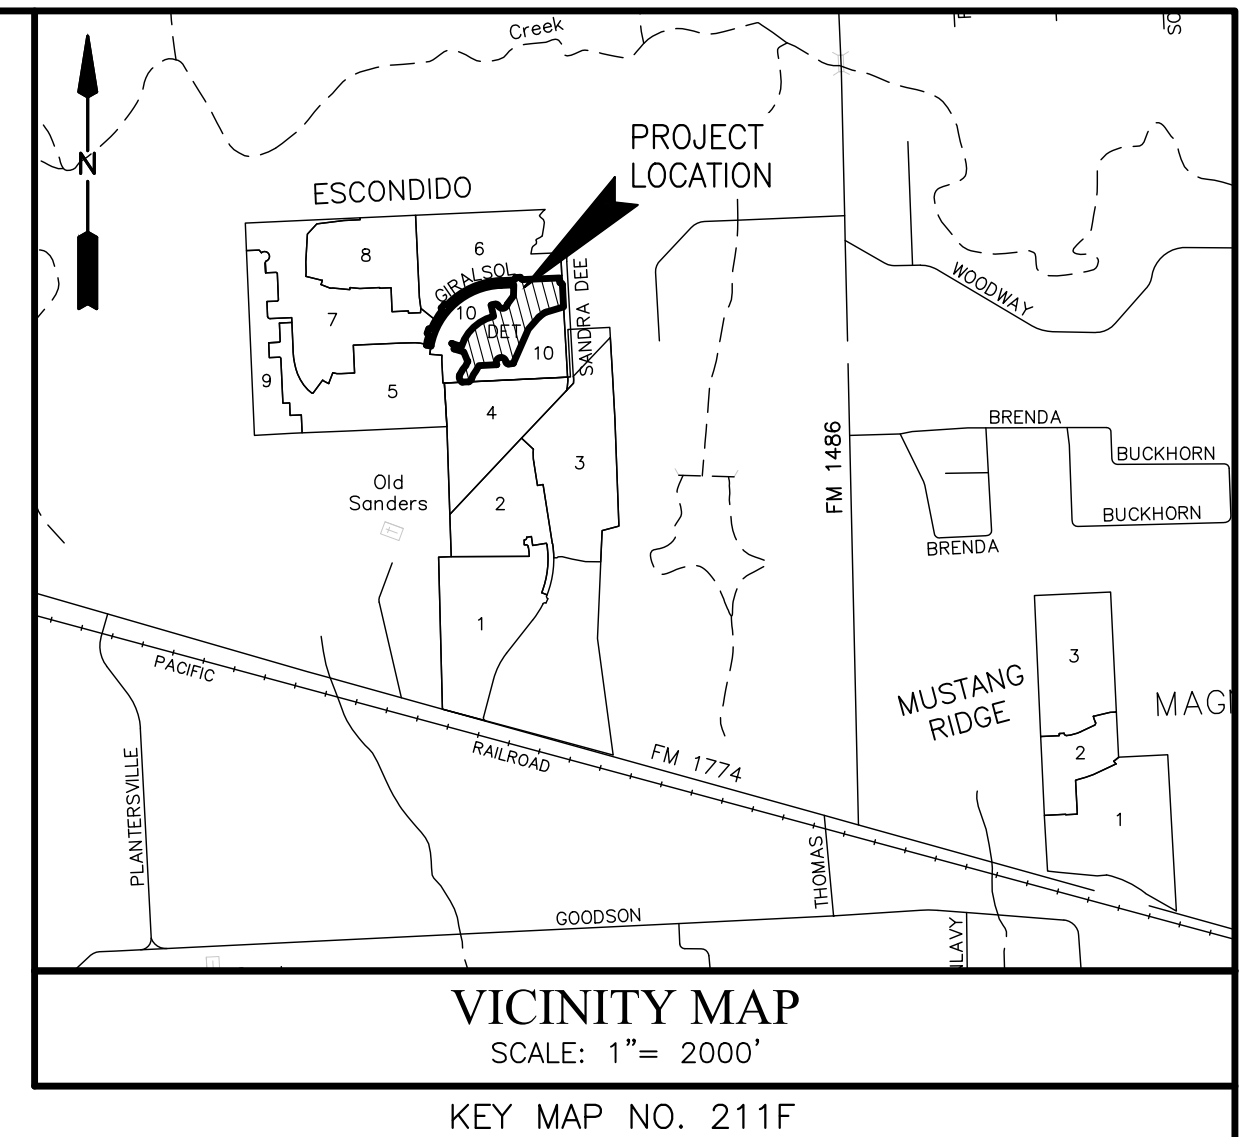 Creek
PROJECT
LOCATION
N
ESCONDIDO
8
6
GIRALSOL
SANDRA DEE
WOODWAY
10
7
DET
10
9
5
4
BRENDA
FM 1486
BUCKHORN
3
Old
Sanders
2
BUCKHORN
BRENDA
1
3
PACIFIC
MUSTANG
RIDGE
MAG
RAILROAD
FM 1774
2
PLANTERSVILLE
1
THOMAS
GOODSON
NLAVY
VICINITY MAP
SCALE: 1"= 2000'
KEY MAP NO. 211F